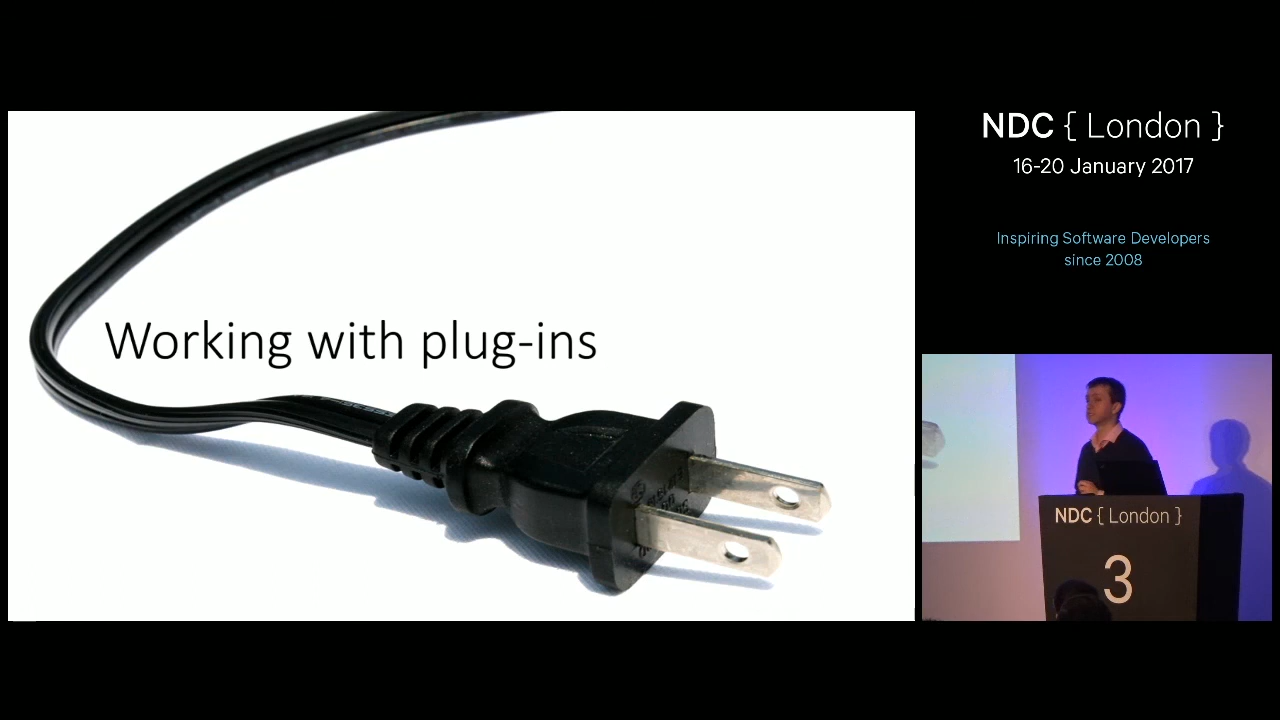 Working with plug-ins
NDC { London }
16-20 January 2017
Inspiring Software Developers
since 2008
NDC { London }
3